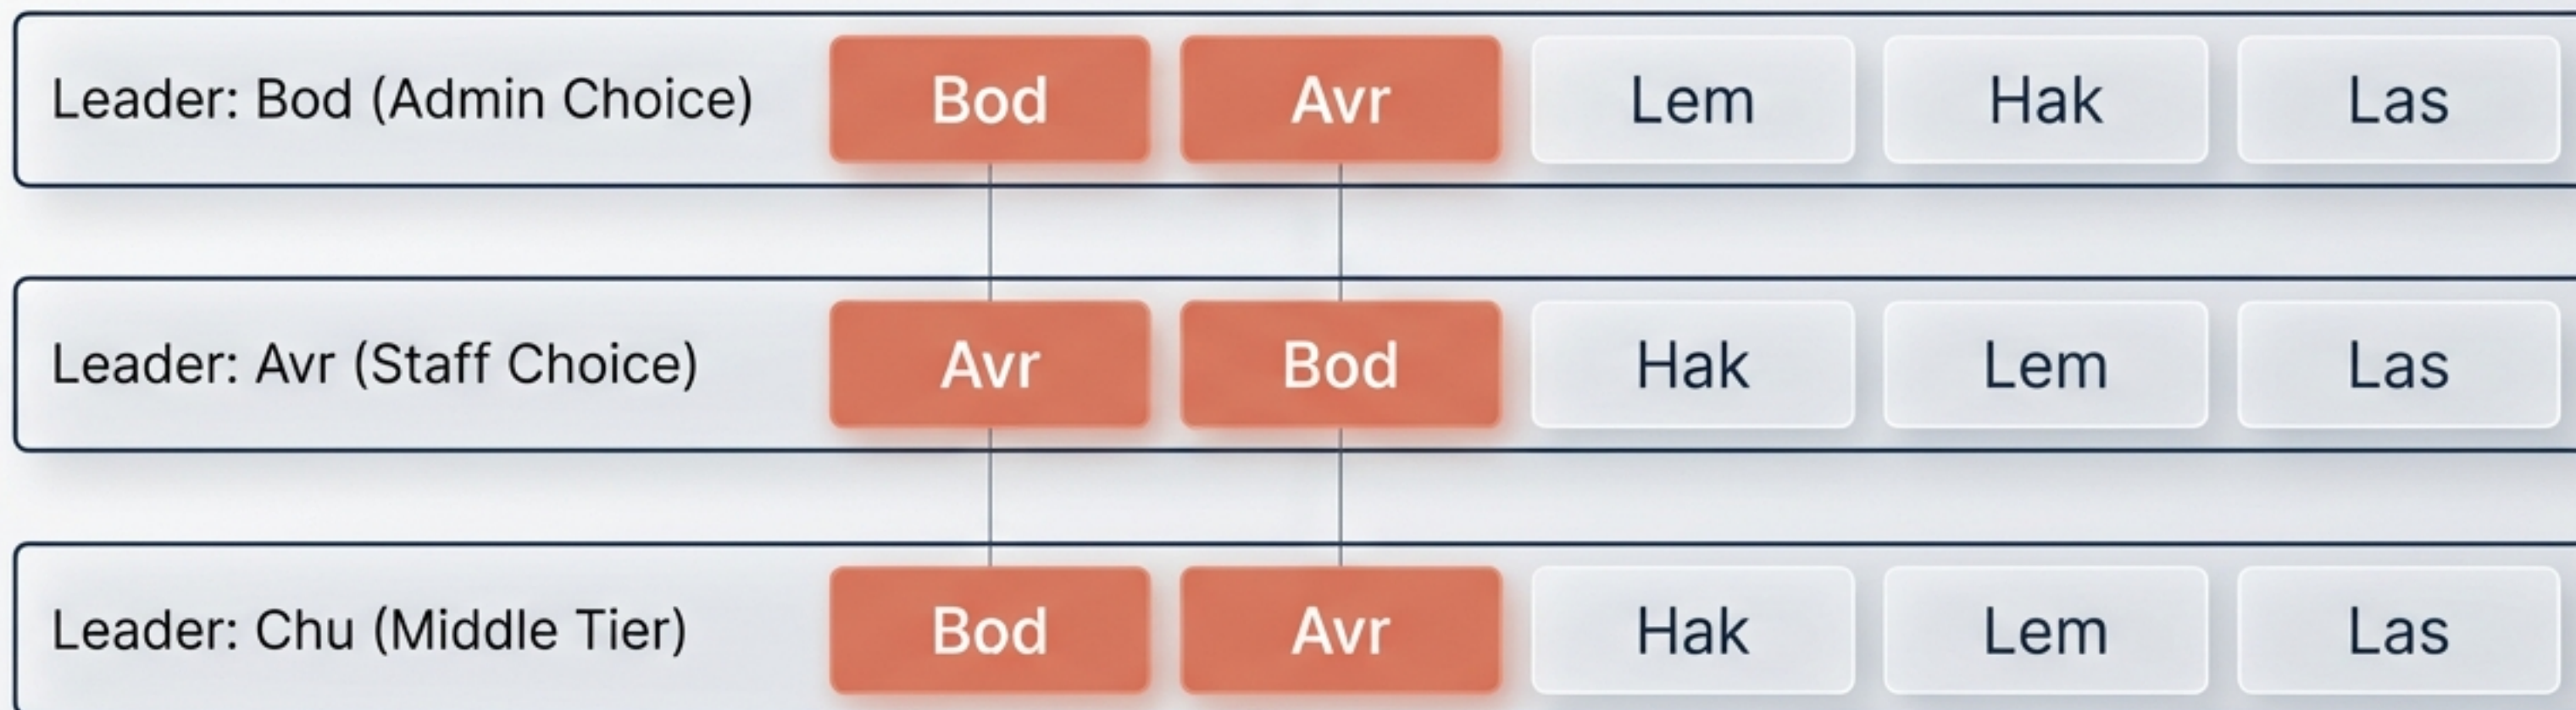 Leader: Bod (Admin Choice) Bod Avr Lem Hak Las
Leader: Avr (Staff Choice) Avr Bod Hak Lem Las
Leader: Chu (Middle Tier) Bod Avr Hak Lem Las